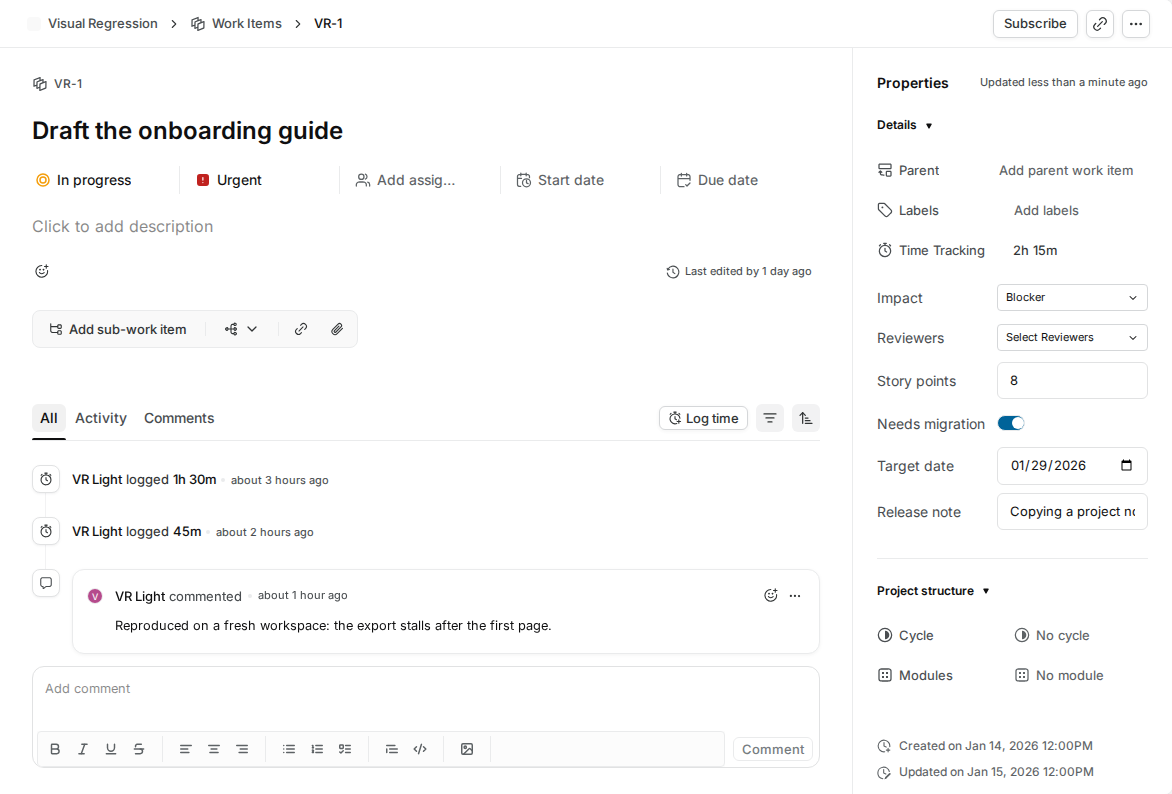 Visual Regression > Work Items > VR-1
Subscribe
VR-1
Draft the onboarding guide
In progress
Urgent
Add assig...
Start date
Due date
Click to add description
Last edited by 1 day ago
Add sub-work item
All
Activity
Comments
Log time
VR Light logged 1h 30m about 3 hours ago
VR Light logged 45m about 2 hours ago
V
VR Light commented about 1 hour ago
Reproduced on a fresh workspace: the export stalls after the first page.
Add comment
B I U S
Comment
Properties
Updated less than a minute ago
Details
Parent
Add parent work item
Labels
Add labels
Time Tracking
2h 15m
Impact
Blocker
Reviewers
Select Reviewers
Story points
8
Needs migration
Target date
01/29/2026
Release note
Copying a project
Project structure
Cycle
No cycle
Modules
No module
Created on Jan 14, 2026 12:00PM
Updated on Jan 15, 2026 12:00PM